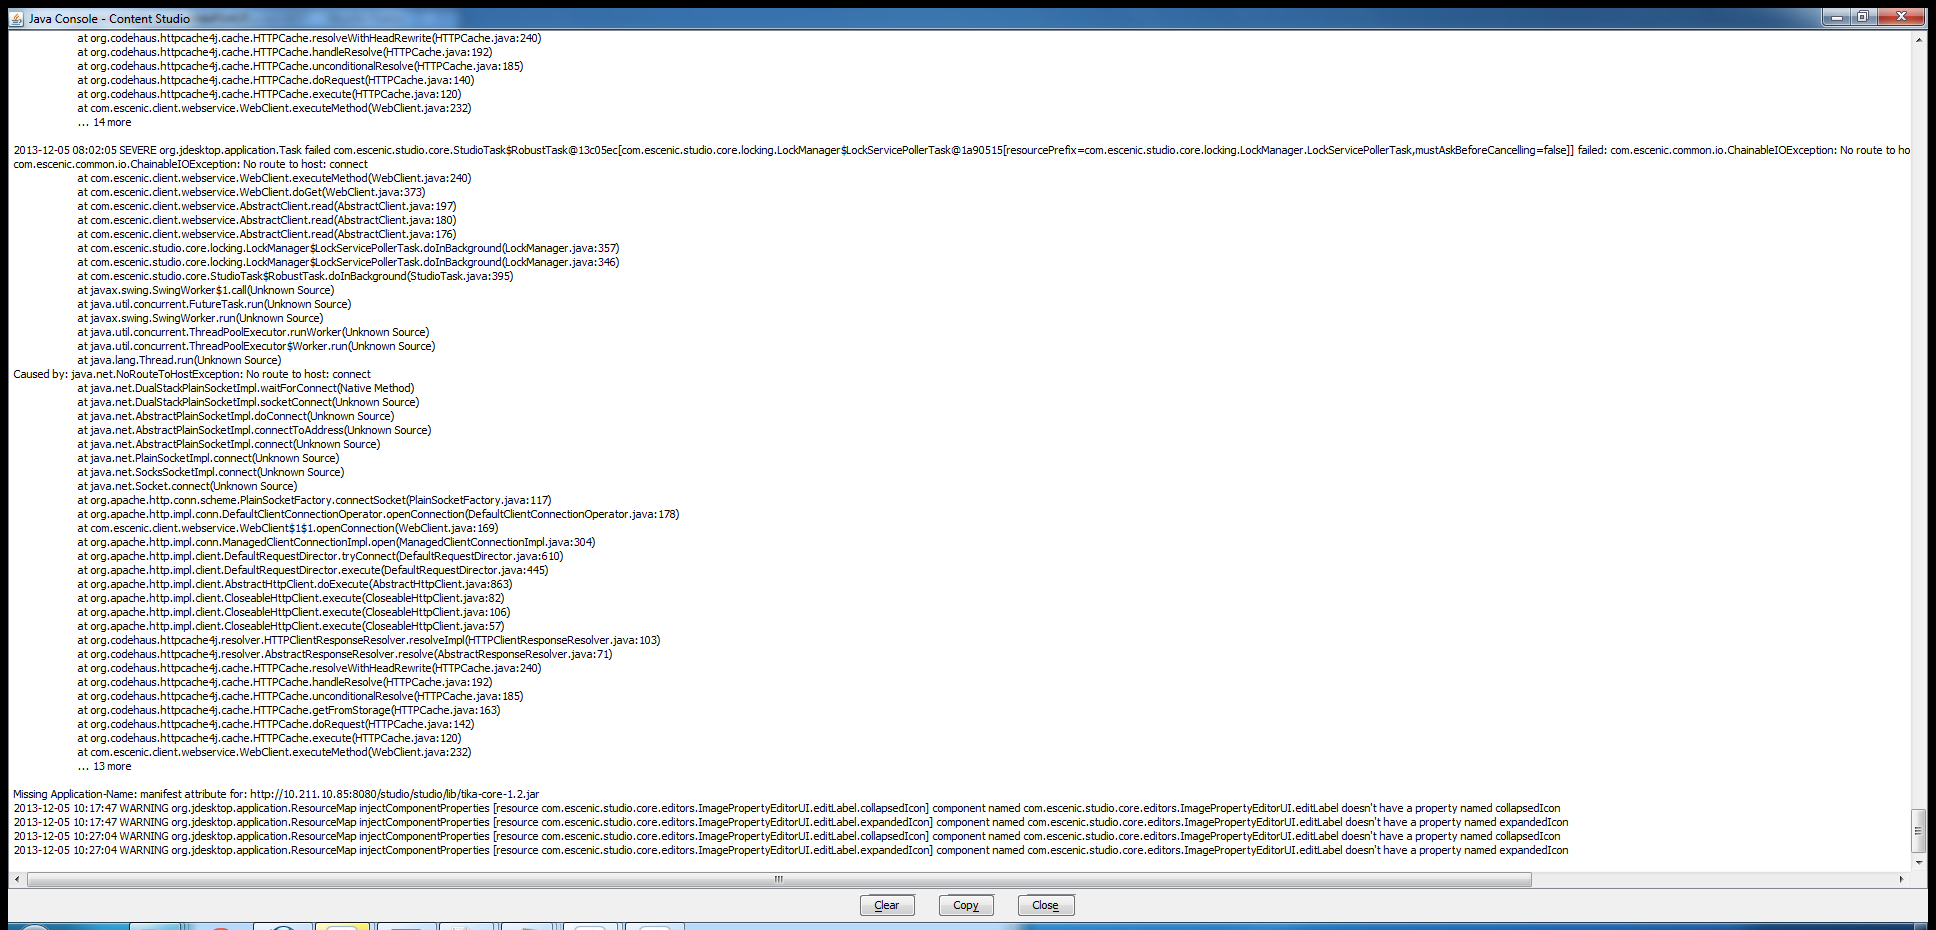 Java Console - Content Studio
at org.codehaus.httpcache4j.cache.HTTPCache.resolveWithHeadRewrite(HTTPCache.java:240)
at org.codehaus.httpcache4j.cache.HTTPCache.handleResolve(HTTPCache.java:192)
at org.codehaus.httpcache4j.cache.HTTPCache.unconditionalResolve(HTTPCache.java:185)
at org.codehaus.httpcache4j.cache.HTTPCache.doRequest(HTTPCache.java:140)
at org.codehaus.httpcache4j.cache.HTTPCache.execute(HTTPCache.java:120)
at com.escenic.client.webservice.WebClient.executeMethod(WebClient.java:232)
... 14 more
2013-12-05 08:02:05 SEVERE org.jdesktop.application.Task failed com.escenic.studio.core.StudioTask$RobustTask@13c05ec[com.escenic.studio.core.locking.LockManager$LockServicePollerTask@1a90515[resourcePrefix=com.escenic.studio.core.locking.LockManager.LockServicePollerTask,mustAskBeforeCancelling=false]] failed: com.escenic.common.io.ChainableIOException: No route to ho
com.escenic.common.io.ChainableIOException: No route to host: connect
at com.escenic.client.webservice.WebClient.executeMethod(WebClient.java:240)
at com.escenic.client.webservice.WebClient.doGet(WebClient.java:373)
at com.escenic.client.webservice.AbstractClient.read(AbstractClient.java:197)
at com.escenic.client.webservice.AbstractClient.read(AbstractClient.java:180)
at com.escenic.client.webservice.AbstractClient.read(AbstractClient.java:176)
at com.escenic.studio.core.locking.LockManager$LockServicePollerTask.doInBackground(LockManager.java:357)
at com.escenic.studio.core.locking.LockManager$LockServicePollerTask.doInBackground(LockManager.java:346)
at com.escenic.studio.core.StudioTask$RobustTask.doInBackground(StudioTask.java:395)
at javax.swing.SwingWorker$1.call(Unknown Source)
at java.util.concurrent.FutureTask.run(Unknown Source)
at javax.swing.SwingWorker.run(Unknown Source)
at java.util.concurrent.ThreadPoolExecutor.runWorker(Unknown Source)
at java.util.concurrent.ThreadPoolExecutor$Worker.run(Unknown Source)
at java.lang.Thread.run(Unknown Source)
Caused by: java.net.NoRouteToHostException: No route to host: connect
at java.net.DualStackPlainSocketImpl.waitForConnect(Native Method)
at java.net.DualStackPlainSocketImpl.socketConnect(Unknown Source)
at java.net.AbstractPlainSocketImpl.doConnect(Unknown Source)
at java.net.AbstractPlainSocketImpl.connectToAddress(Unknown Source)
at java.net.AbstractPlainSocketImpl.connect(Unknown Source)
at java.net.PlainSocketImpl.connect(Unknown Source)
at java.net.SocksSocketImpl.connect(Unknown Source)
at java.net.Socket.connect(Unknown Source)
at org.apache.http.conn.scheme.PlainSocketFactory.connectSocket(PlainSocketFactory.java:117)
at org.apache.http.impl.conn.DefaultClientConnectionOperator.openConnection(DefaultClientConnectionOperator.java:178)
at com.escenic.client.webservice.WebClient$1$1.openConnection(WebClient.java:169)
at org.apache.http.impl.conn.ManagedClientConnectionImpl.open(ManagedClientConnectionImpl.java:304)
at org.apache.http.impl.client.DefaultRequestDirector.tryConnect(DefaultRequestDirector.java:610)
at org.apache.http.impl.client.DefaultRequestDirector.execute(DefaultRequestDirector.java:445)
at org.apache.http.impl.client.AbstractHttpClient.doExecute(AbstractHttpClient.java:863)
at org.apache.http.impl.client.CloseableHttpClient.execute(CloseableHttpClient.java:82)
at org.apache.http.impl.client.CloseableHttpClient.execute(CloseableHttpClient.java:106)
at org.apache.http.impl.client.CloseableHttpClient.execute(CloseableHttpClient.java:57)
at org.codehaus.httpcache4j.resolver.HTTPClientResponseResolver.resolveImpl(HTTPClientResponseResolver.java:103)
at org.codehaus.httpcache4j.resolver.AbstractResponseResolver.resolve(AbstractResponseResolver.java:71)
at org.codehaus.httpcache4j.cache.HTTPCache.resolveWithHeadRewrite(HTTPCache.java:240)
at org.codehaus.httpcache4j.cache.HTTPCache.handleResolve(HTTPCache.java:192)
at org.codehaus.httpcache4j.cache.HTTPCache.unconditionalResolve(HTTPCache.java:185)
at org.codehaus.httpcache4j.cache.HTTPCache.getFromStorage(HTTPCache.java:163)
at org.codehaus.httpcache4j.cache.HTTPCache.doRequest(HTTPCache.java:142)
at org.codehaus.httpcache4j.cache.HTTPCache.execute(HTTPCache.java:120)
at com.escenic.client.webservice.WebClient.executeMethod(WebClient.java:232)
... 13 more
Missing Application-Name: manifest attribute for: http://10.211.10.85:8080/studio/studio/lib/tika-core-1.2.jar
2013-12-05 10:17:47 WARNING org.jdesktop.application.ResourceMap injectComponentProperties [resource com.escenic.studio.core.editors.ImagePropertyEditorUI.editLabel.collapsedIcon] component named com.escenic.studio.core.editors.ImagePropertyEditorUI.editLabel doesn't have a property named collapsedIcon
2013-12-05 10:17:47 WARNING org.jdesktop.application.ResourceMap injectComponentProperties [resource com.escenic.studio.core.editors.ImagePropertyEditorUI.editLabel.expandedIcon] component named com.escenic.studio.core.editors.ImagePropertyEditorUI.editLabel doesn't have a property named expandedIcon
2013-12-05 10:27:04 WARNING org.jdesktop.application.ResourceMap injectComponentProperties [resource com.escenic.studio.core.editors.ImagePropertyEditorUI.editLabel.collapsedIcon] component named com.escenic.studio.core.editors.ImagePropertyEditorUI.editLabel doesn't have a property named collapsedIcon
2013-12-05 10:27:04 WARNING org.jdesktop.application.ResourceMap injectComponentProperties [resource com.escenic.studio.core.editors.ImagePropertyEditorUI.editLabel.expandedIcon] component named com.escenic.studio.core.editors.ImagePropertyEditorUI.editLabel doesn't have a property named expandedIcon
Clear Copy Close